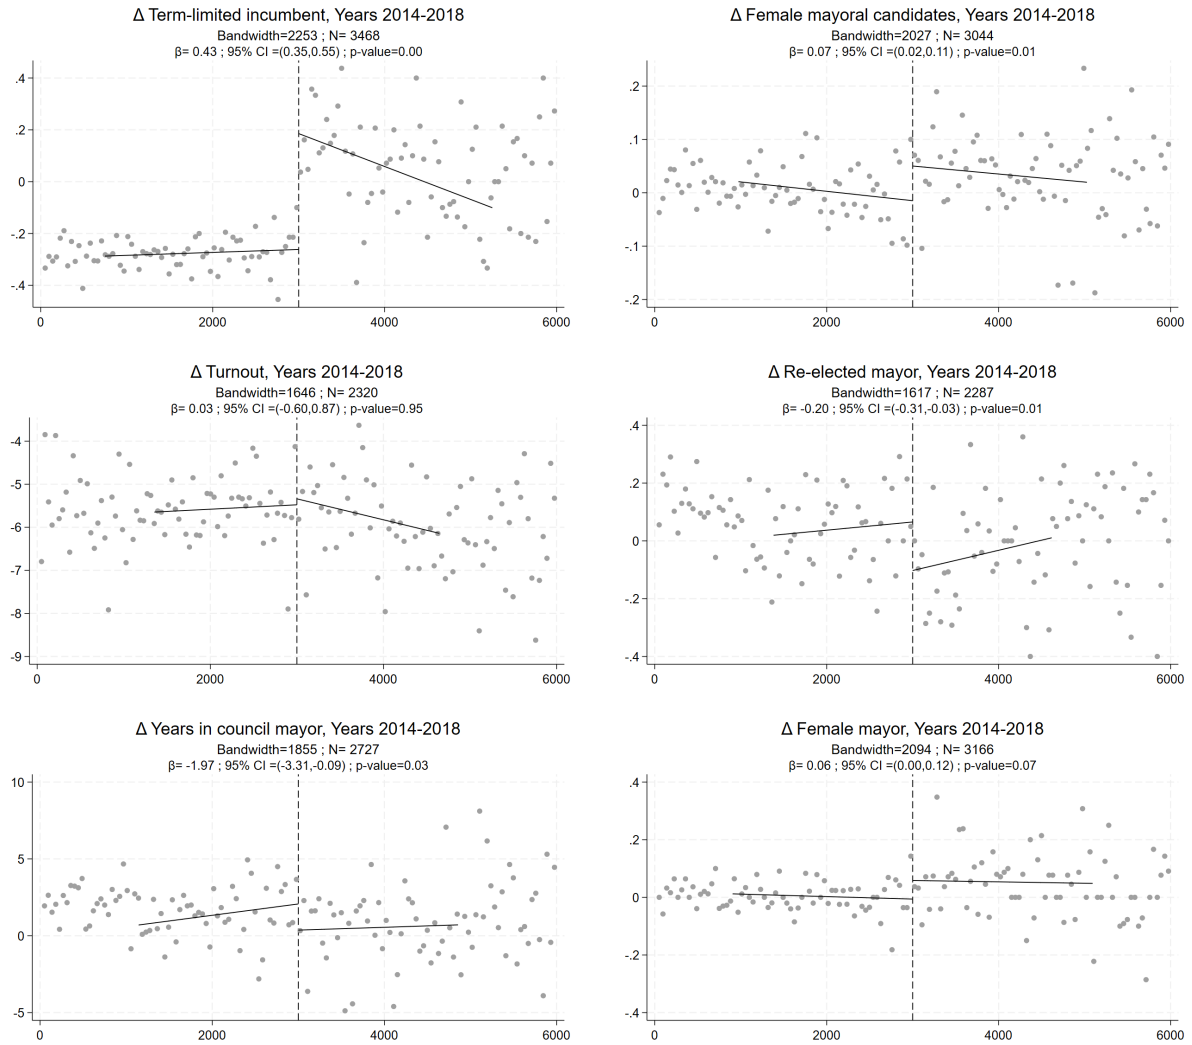 Δ Term-limited incumbent, Years 2014-2018
Bandwidth=2253 ; N= 3468
β= 0.43 ; 95% CI =(0.35,0.55) ; p-value=0.00
.4
.2
0
-.2
-.4
0 2000 4000 6000
Δ Female mayoral candidates, Years 2014-2018
Bandwidth=2027 ; N= 3044
β= 0.07 ; 95% CI =(0.02,0.11) ; p-value=0.01
.2
.1
0
-.1
-.2
0 2000 4000 6000
Δ Turnout, Years 2014-2018
Bandwidth=1646 ; N= 2320
β= 0.03 ; 95% CI =(-0.60,0.87) ; p-value=0.95
-4
-5
-6
-7
-8
-9
0 2000 4000 6000
Δ Re-elected mayor, Years 2014-2018
Bandwidth=1617 ; N= 2287
β= -0.20 ; 95% CI =(-0.31,-0.03) ; p-value=0.01
.4
.2
0
-.2
-.4
0 2000 4000 6000
Δ Years in council mayor, Years 2014-2018
Bandwidth=1855 ; N= 2727
β= -1.97 ; 95% CI =(-3.31,-0.09) ; p-value=0.03
10
5
0
-5
0 2000 4000 6000
Δ Female mayor, Years 2014-2018
Bandwidth=2094 ; N= 3166
β= 0.06 ; 95% CI =(0.00,0.12) ; p-value=0.07
.4
.2
0
-.2
-.4
0 2000 4000 6000